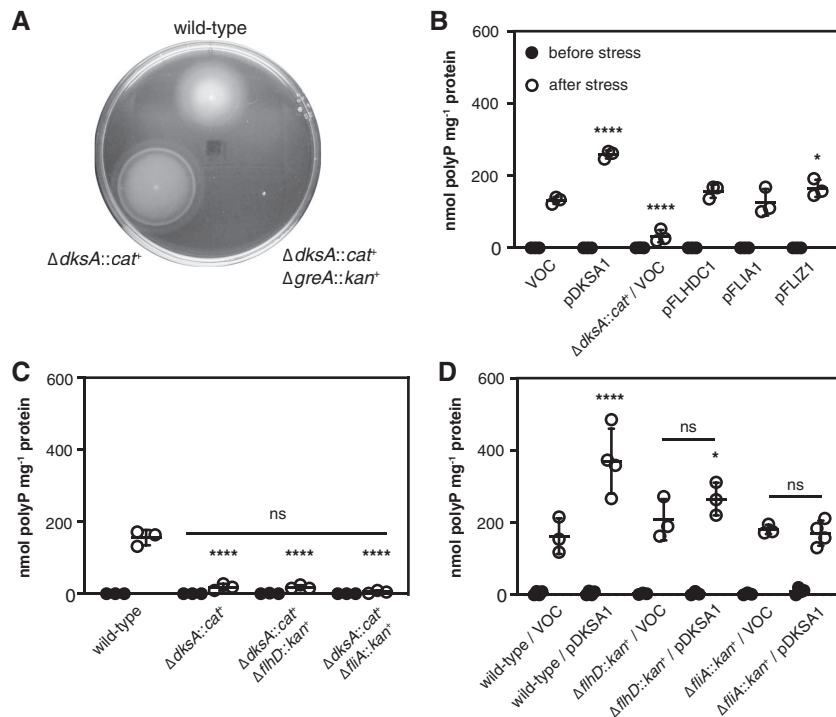 A
wild-type
ΔdksA::cat⁺
ΔdksA::cat⁺
ΔgreA::kan⁺
B
nmol polyP mg⁻¹ protein
600
400
200
0
before stress
after stress
****
****
*
VOC
pDKSA1
ΔdksA::cat⁺ / VOC
pFLHDC1
pFLIA1
pFLIZ1
C
nmol polyP mg⁻¹ protein
600
400
200
0
ns
****
****
****
wild-type
ΔdksA::cat⁺
ΔdksA::cat⁺
ΔflhD::kan⁺
ΔdksA::cat⁺
ΔfliA::kan⁺
D
nmol polyP mg⁻¹ protein
600
400
200
0
****
ns
*
ns
wild-type / VOC
wild-type / pDKSA1
ΔflhD::kan⁺ / VOC
ΔflhD::kan⁺ / pDKSA1
ΔfliA::kan⁺ / VOC
ΔfliA::kan⁺ / pDKSA1